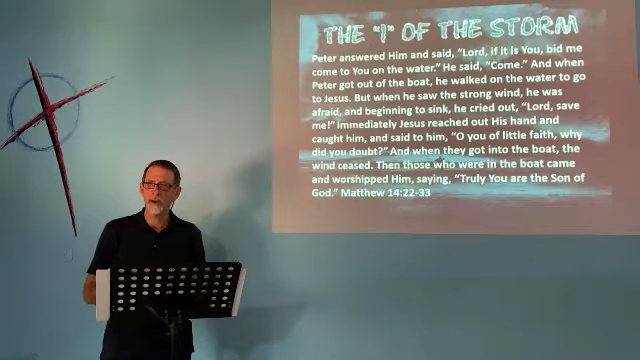 THE "I" OF THE STORM
Peter answered Him and said, "Lord, if it is You, bid me
come to You on the water." He said, "Come." And when
Peter got out of the boat, he walked on the water to go
to Jesus. But when he saw the strong wind, he was
afraid, and beginning to sink, he cried out, "Lord, save
me!" Immediately Jesus reached out His hand and
caught him, and said to him, "O you of little faith, why
did you doubt?" And when they got into the boat, the
wind ceased. Then those who were in the boat came
and worshipped Him, saying, "Truly You are the Son of
God." Matthew 14:22-33